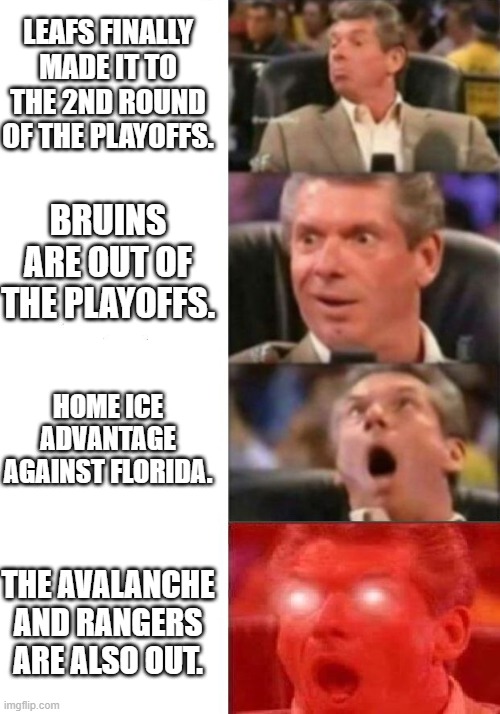 LEAFS FINALLY
MADE IT TO
THE 2ND ROUND
OF THE PLAYOFFS.
BRUINS
ARE OUT OF
THE PLAYOFFS.
HOME ICE
ADVANTAGE
AGAINST FLORIDA.
THE AVALANCHE
AND RANGERS
ARE ALSO OUT.
imgflip.com